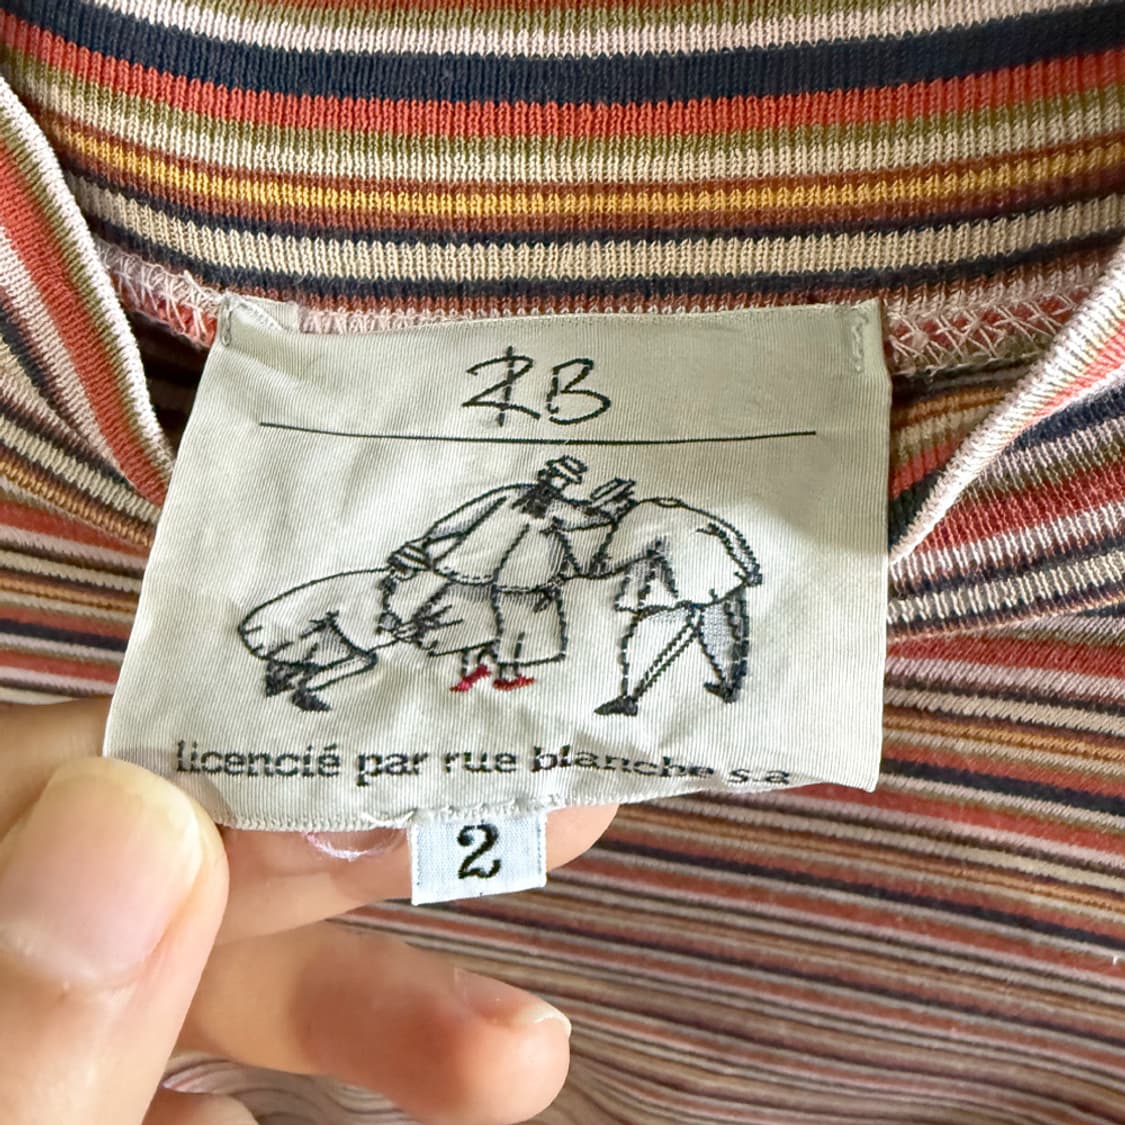 RB
licencié par rue blanche s.a
2